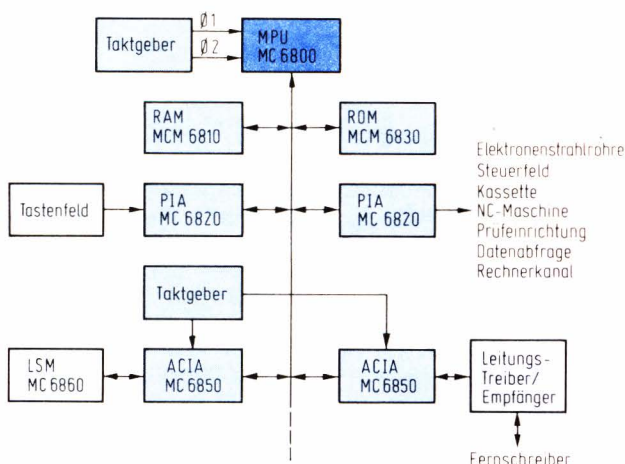 Taktgeber
Ø1
Ø2
MPU
MC 6800
RAM
MCM 6810
ROM
MCM 6830
Tastenfeld
PIA
MC 6820
PIA
MC 6820
Elektronenstrahlröhre
Steuerfeld
Kassette
NC-Maschine
Prüfeinrichtung
Datenabfrage
Rechnerkanal
Taktgeber
LSM
MC 6860
ACIA
MC 6850
ACIA
MC 6850
Leitungs-
Treiber/
Empfänger
Fernschreiber